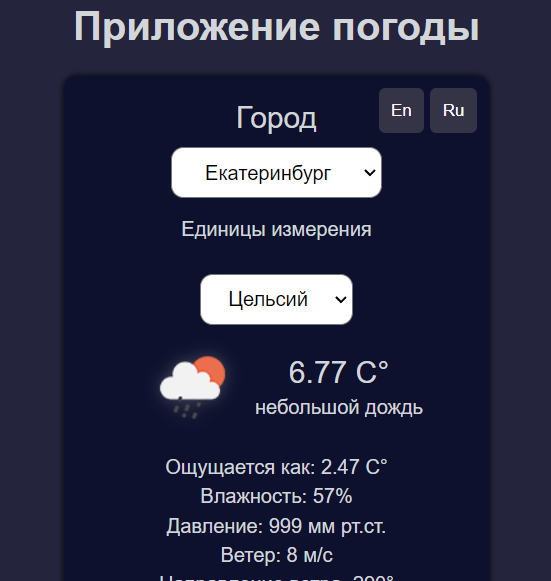 Приложение погоды
En Ru
Город
Екатеринбург
Единицы измерения
Цельсий
6.77 C°
небольшой дождь
Ощущается как: 2.47 C°
Влажность: 57%
Давление: 999 мм рт.ст.
Ветер: 8 м/с